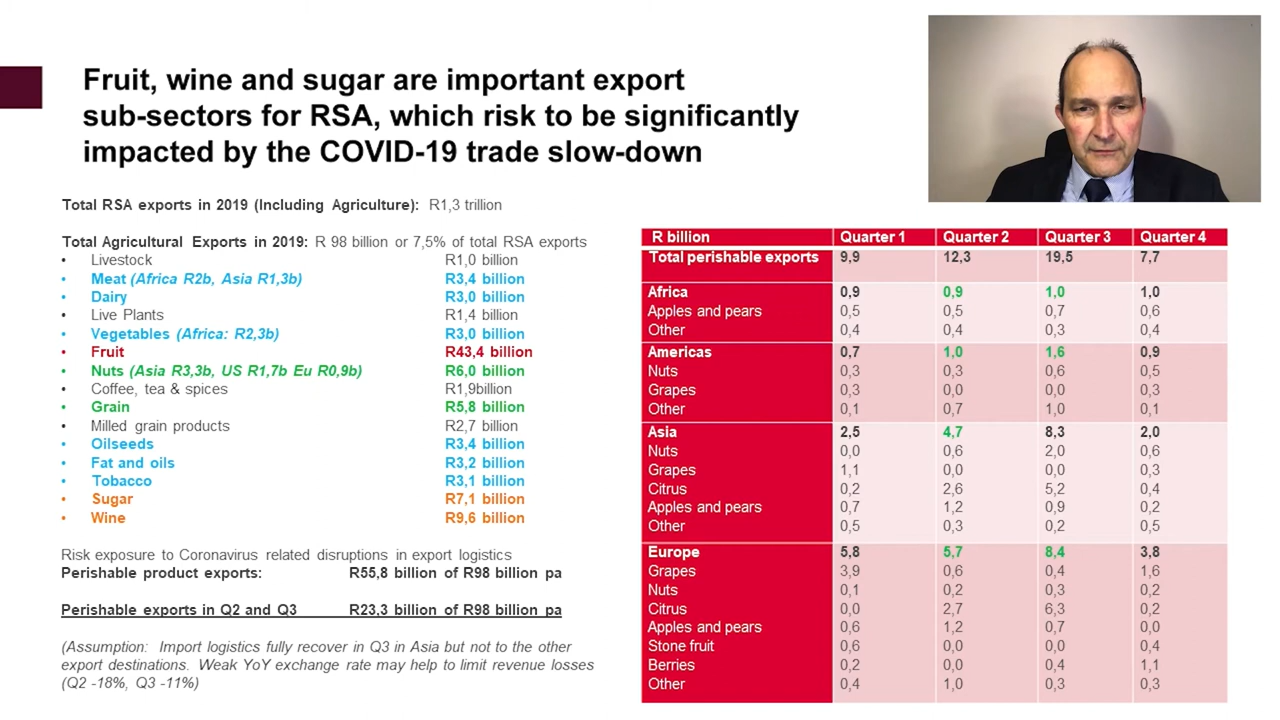 Fruit, wine and sugar are important export
sub-sectors for RSA, which risk to be significantly
impacted by the COVID-19 trade slow-down
Total RSA exports in 2019 (Including Agriculture): R1,3 trillion
Total Agricultural Exports in 2019: R 98 billion or 7,5% of total RSA exports
• Livestock R1,0 billion
• Meat (Africa R2b, Asia R1,3b) R3,4 billion
• Dairy R3,0 billion
• Live Plants R1,4 billion
• Vegetables (Africa: R2,3b) R3,0 billion
• Fruit R43,4 billion
• Nuts (Asia R3,3b, US R1,7b Eu R0,9b) R6,0 billion
• Coffee, tea & spices R1,9billion
• Grain R5,8 billion
• Milled grain products R2,7 billion
• Oilseeds R3,4 billion
• Fat and oils R3,2 billion
• Tobacco R3,1 billion
• Sugar R7,1 billion
• Wine R9,6 billion
Risk exposure to Coronavirus related disruptions in export logistics
Perishable product exports: R55,8 billion of R98 billion pa
Perishable exports in Q2 and Q3 R23,3 billion of R98 billion pa
(Assumption: Import logistics fully recover in Q3 in Asia but not to the other
export destinations. Weak YoY exchange rate may help to limit revenue losses
(Q2 -18%, Q3 -11%)
R billion Quarter 1 Quarter 2 Quarter 3 Quarter 4
Total perishable exports 9,9 12,3 19,5 7,7
Africa 0,9 0,9 1,0 1,0
Apples and pears 0,5 0,5 0,7 0,6
Other 0,4 0,4 0,3 0,4
Americas 0,7 1,0 1,6 0,9
Nuts 0,3 0,3 0,6 0,5
Grapes 0,3 0,0 0,0 0,3
Other 0,1 0,7 1,0 0,1
Asia 2,5 4,7 8,3 2,0
Nuts 0,0 0,6 2,0 0,6
Grapes 1,1 0,0 0,0 0,3
Citrus 0,2 2,6 5,2 0,4
Apples and pears 0,7 1,2 0,9 0,2
Other 0,5 0,3 0,2 0,5
Europe 5,8 5,7 8,4 3,8
Grapes 3,9 0,6 0,4 1,6
Nuts 0,1 0,2 0,3 0,2
Citrus 0,0 2,7 6,3 0,2
Apples and pears 0,6 1,2 0,7 0,0
Stone fruit 0,6 0,0 0,0 0,4
Berries 0,2 0,0 0,4 1,1
Other 0,4 1,0 0,3 0,3